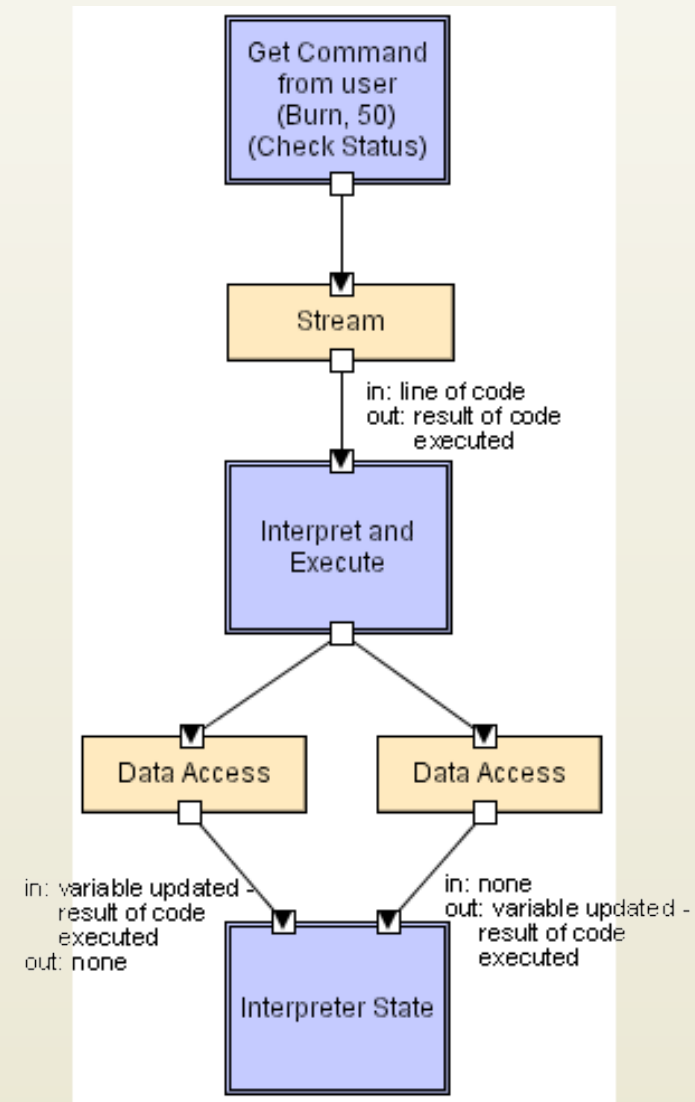 Get Command
from user
(Burn, 50)
(Check Status)
Stream
in: line of code
out: result of code
executed
Interpret and
Execute
Data Access
Data Access
in: variable updated -
result of code
executed
out: none
in: none
out: variable updated -
result of code
executed
Interpreter State